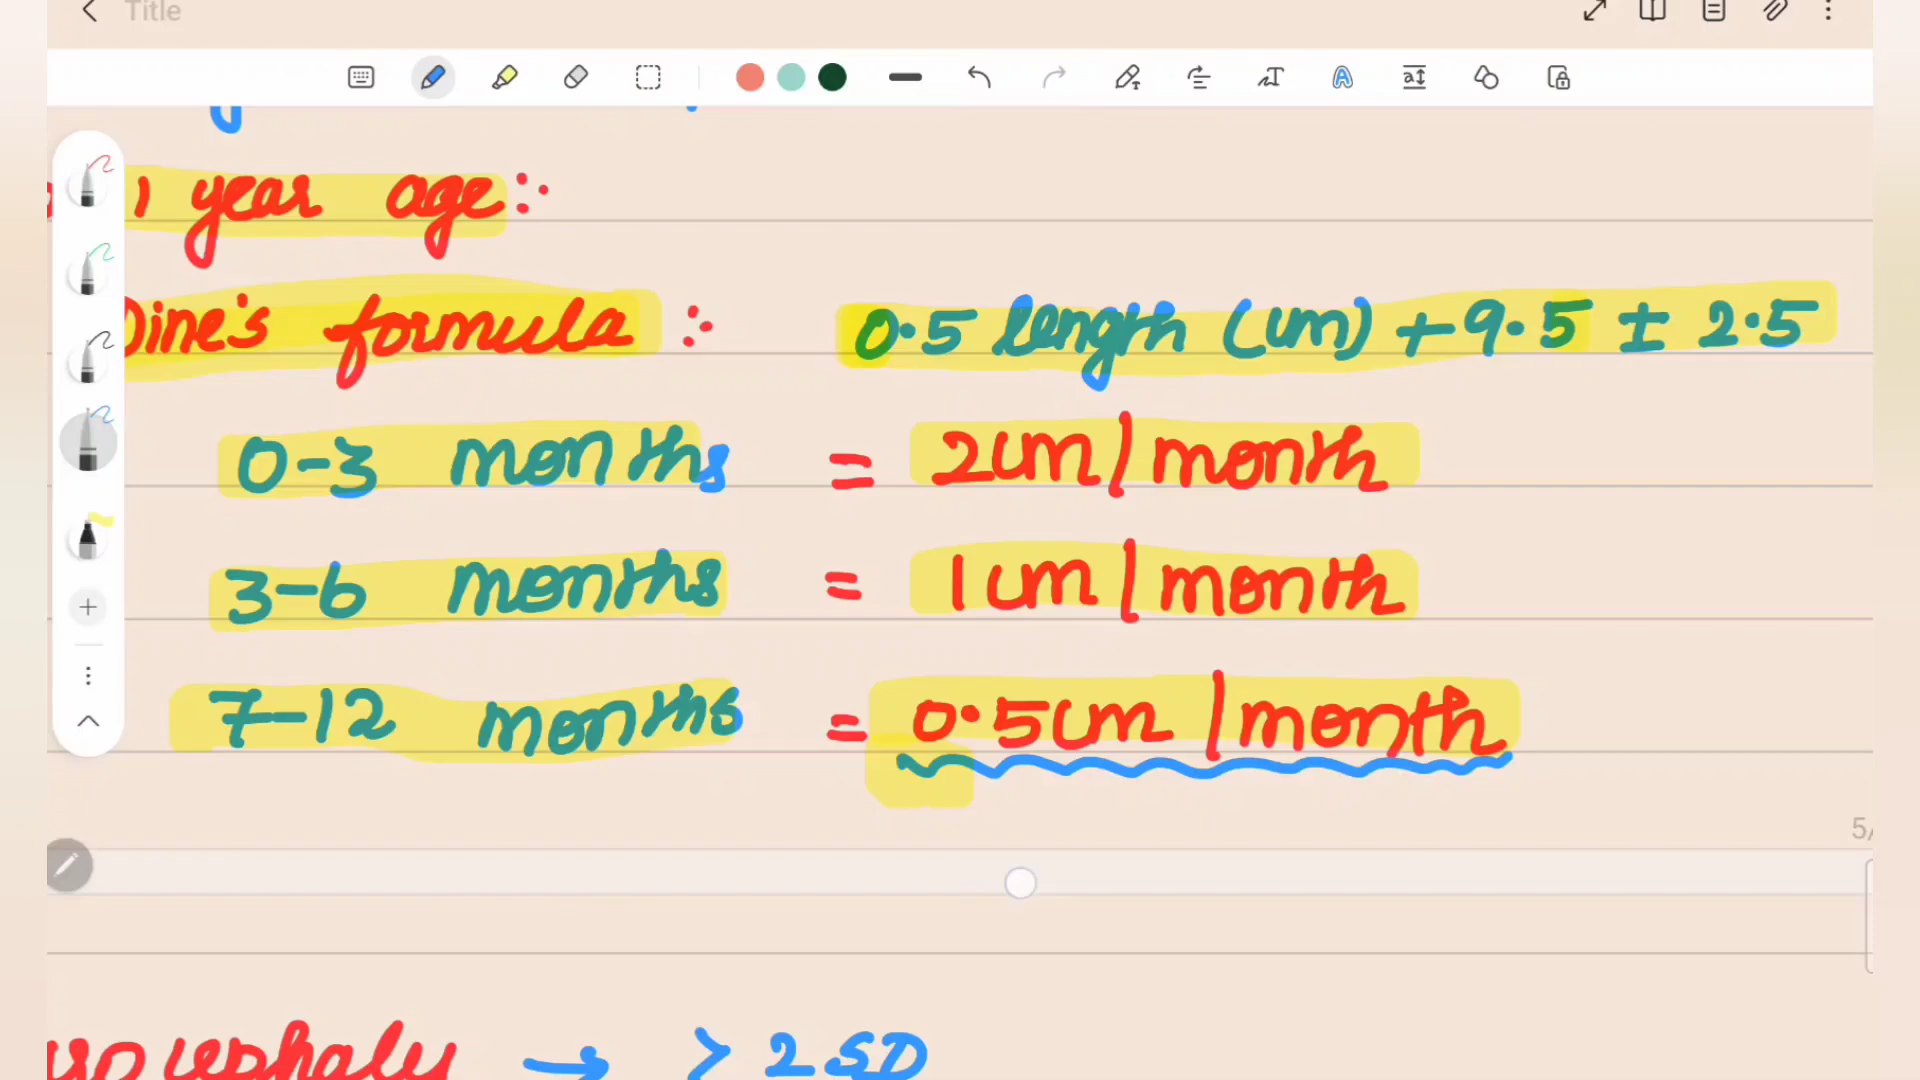 Title
1 year age :-
Dine's formula :- 0.5 length (cm) + 9.5 ± 2.5
0-3 months = 2cm/month
3-6 months = 1cm/month
7-12 months = 0.5cm/month
5/
cephaly → > 2SD